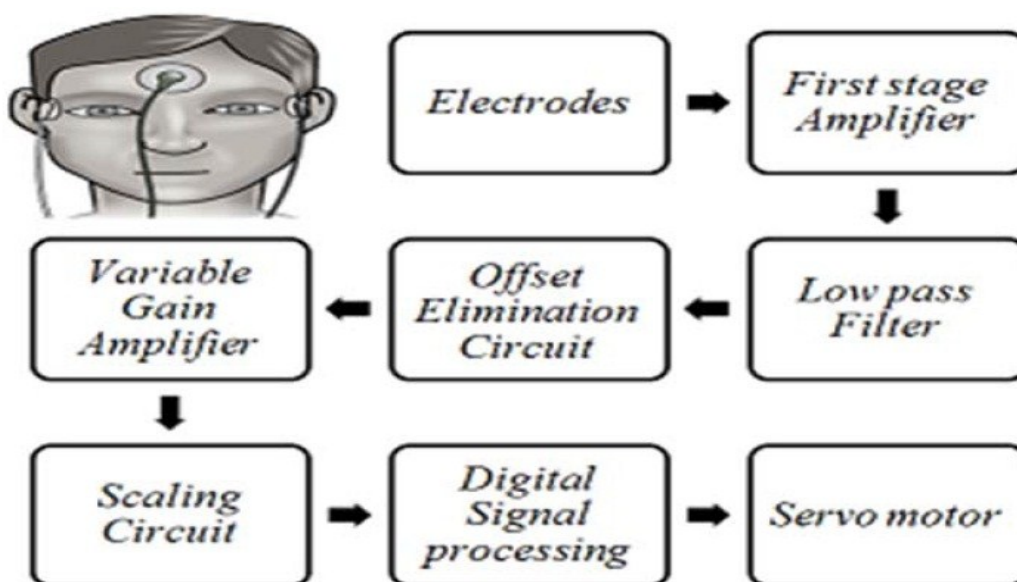 Electrodes
First stage
Amplifier
Variable
Gain
Amplifier
Offset
Elimination
Circuit
Low pass
Filter
Scaling
Circuit
Digital
Signal
processing
Servo motor